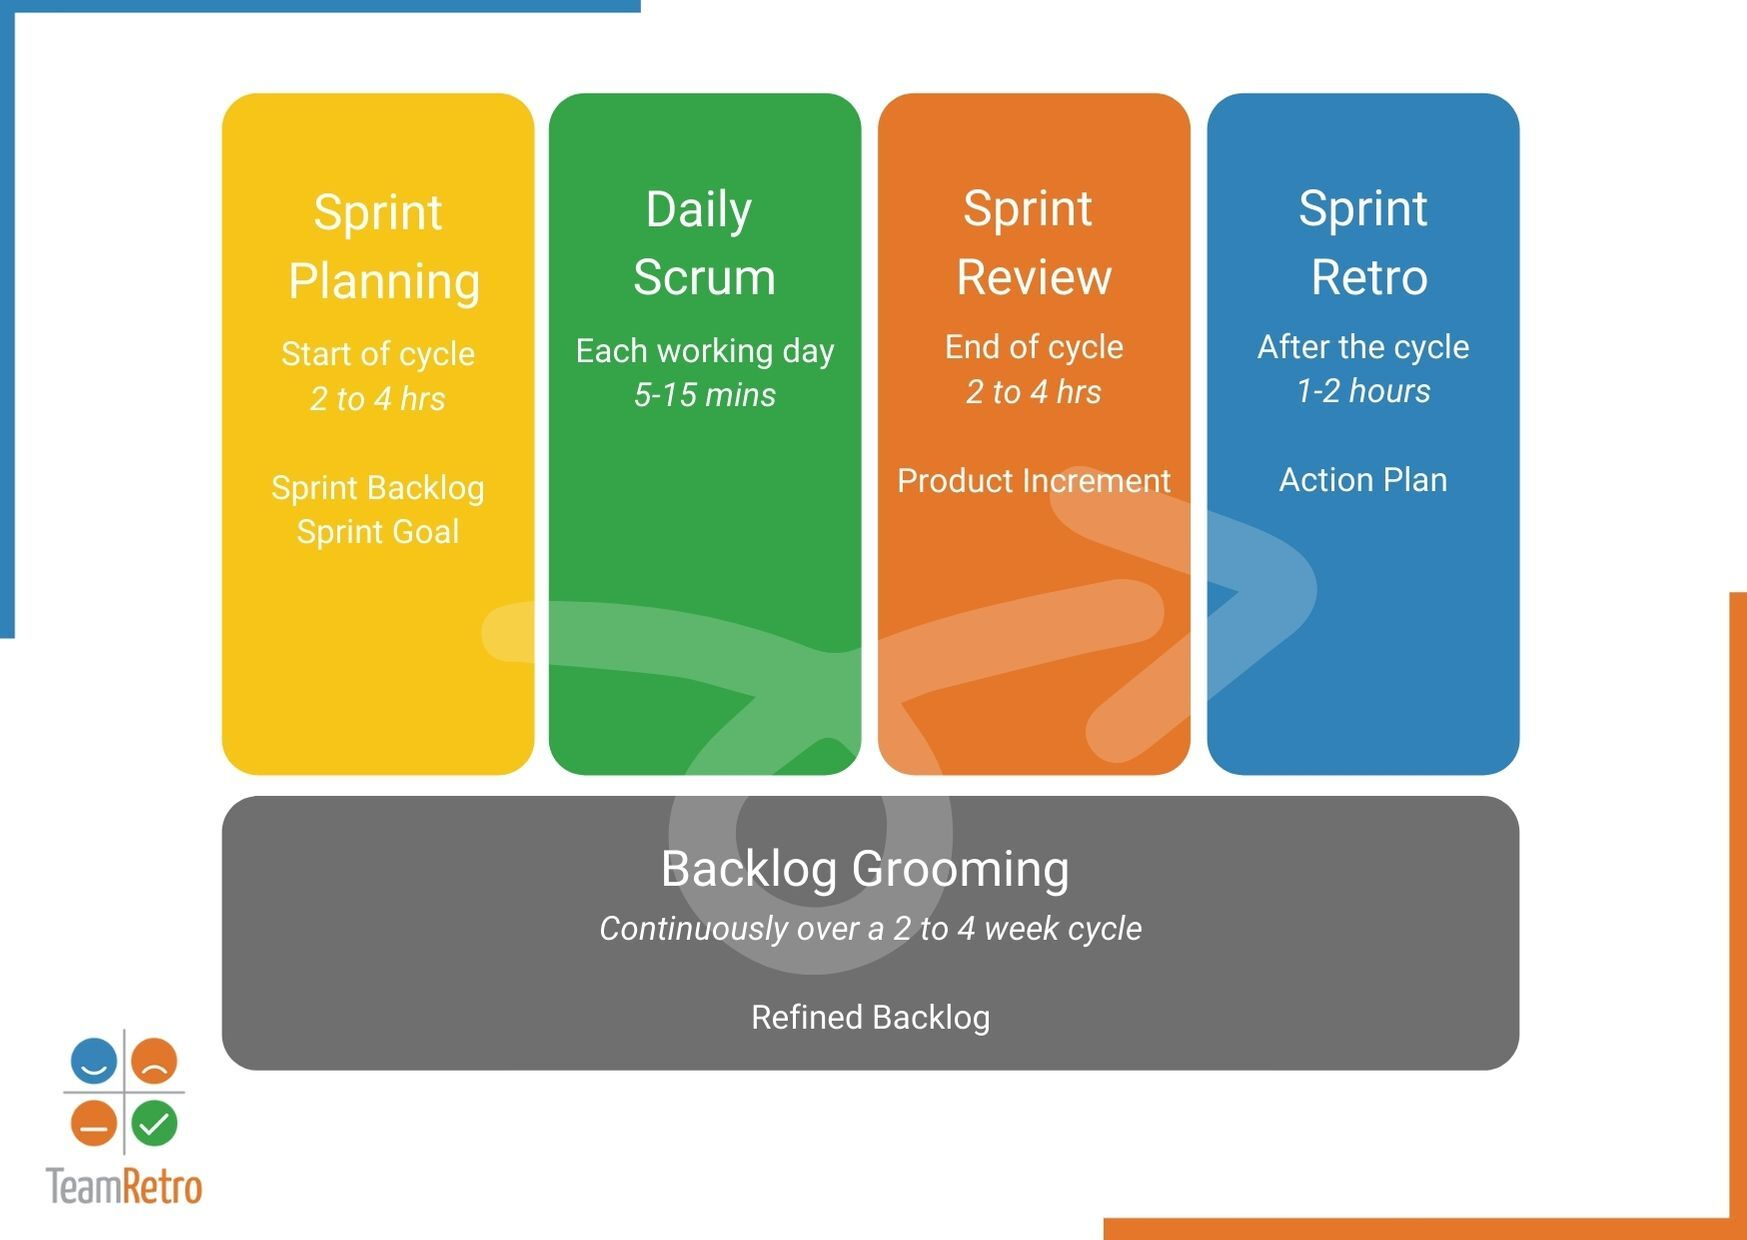 Sprint
Planning
Start of cycle
2 to 4 hrs
Sprint Backlog
Sprint Goal
Daily
Scrum
Each working day
5-15 mins
Sprint
Review
End of cycle
2 to 4 hrs
Product Increment
Sprint
Retro
After the cycle
1-2 hours
Action Plan
Backlog Grooming
Continuously over a 2 to 4 week cycle
Refined Backlog
TeamRetro